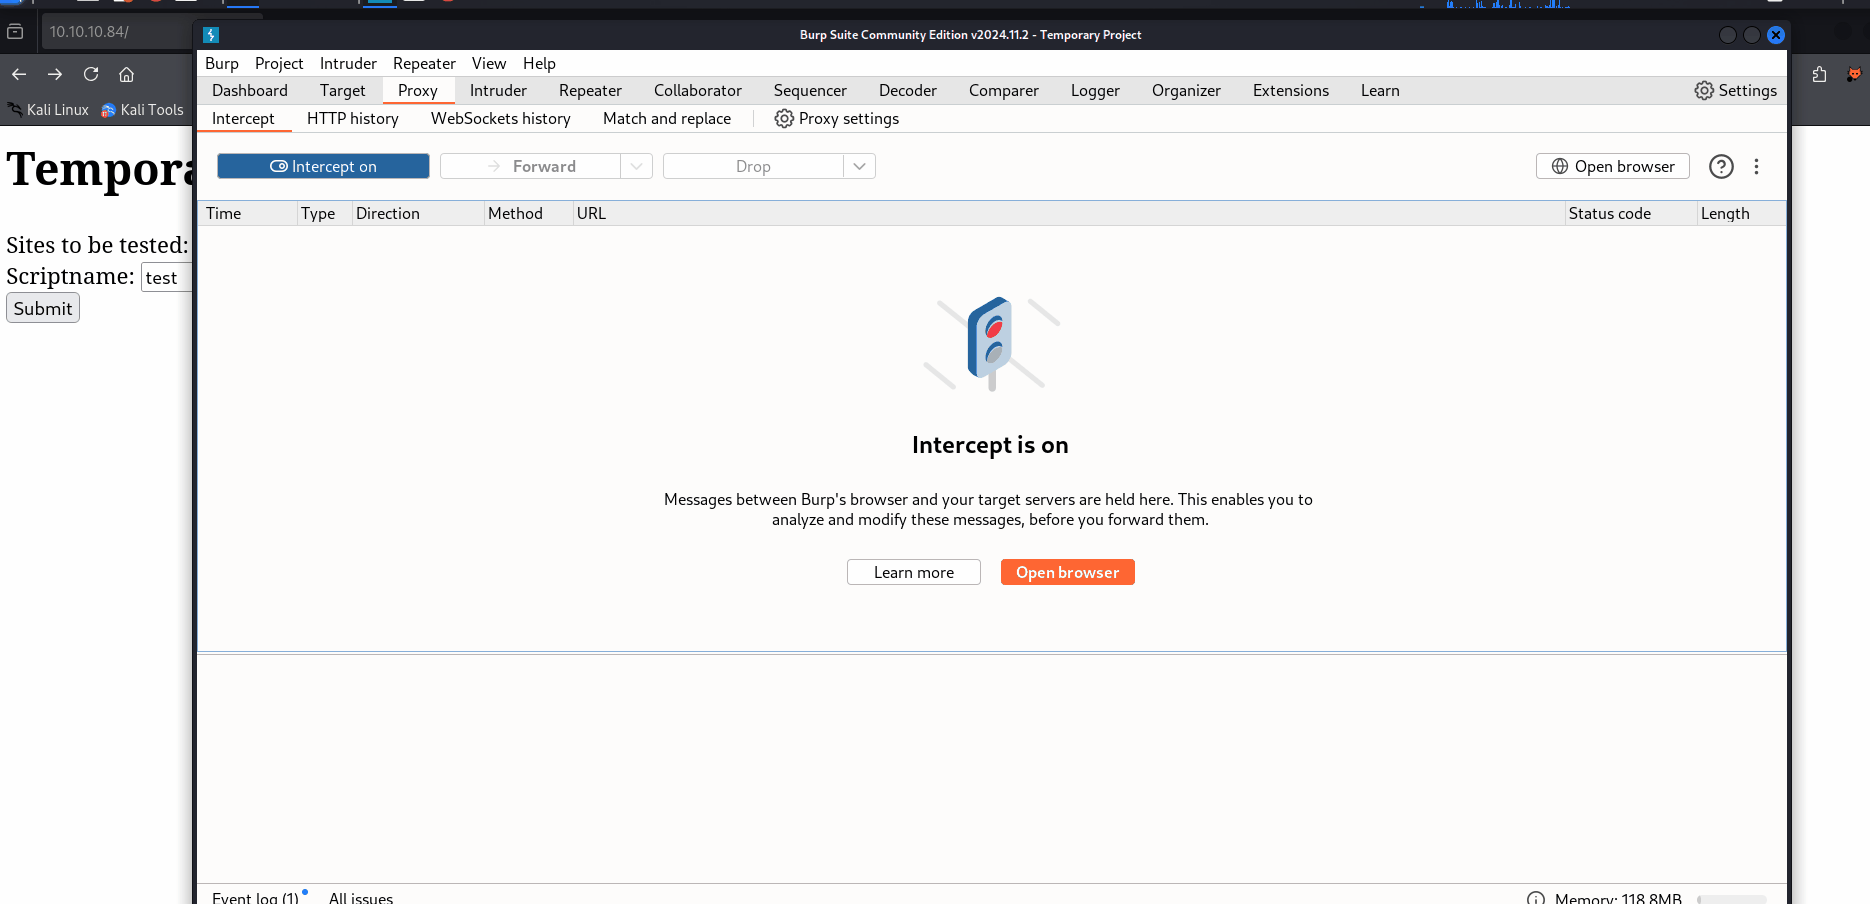 Burp Suite Community Edition v2024.11.2 - Temporary Project
10.10.10.84/
Burp Project Intruder Repeater View Help
Dashboard Target Proxy Intruder Repeater Collaborator Sequencer Decoder Comparer Logger Organizer Extensions Learn Settings
Kali Linux Kali Tools
Intercept HTTP history WebSockets history Match and replace Proxy settings
Intercept on Forward Drop Open browser
Time Type Direction Method URL Status code Length
Sites to be tested:
Scriptname: test
Submit
Intercept is on
Messages between Burp's browser and your target servers are held here. This enables you to
analyze and modify these messages, before you forward them.
Learn more Open browser
Event log (1) All issues Memory: 118.8MB